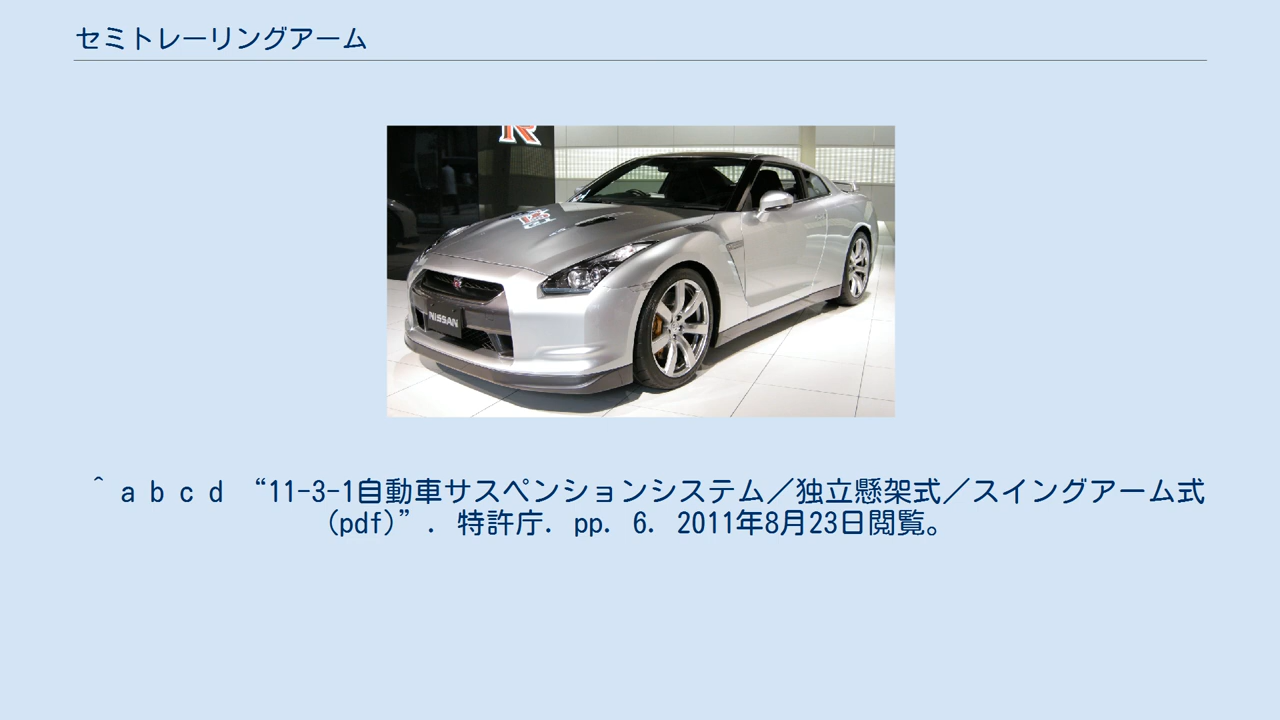 セミトレーリングアーム
R
R
NISSAN
^ a b c d “11-3-1自動車サスペンションシステム／独立懸架式／スイングアーム式
(pdf)”. 特許庁. pp. 6. 2011年8月23日閲覧。